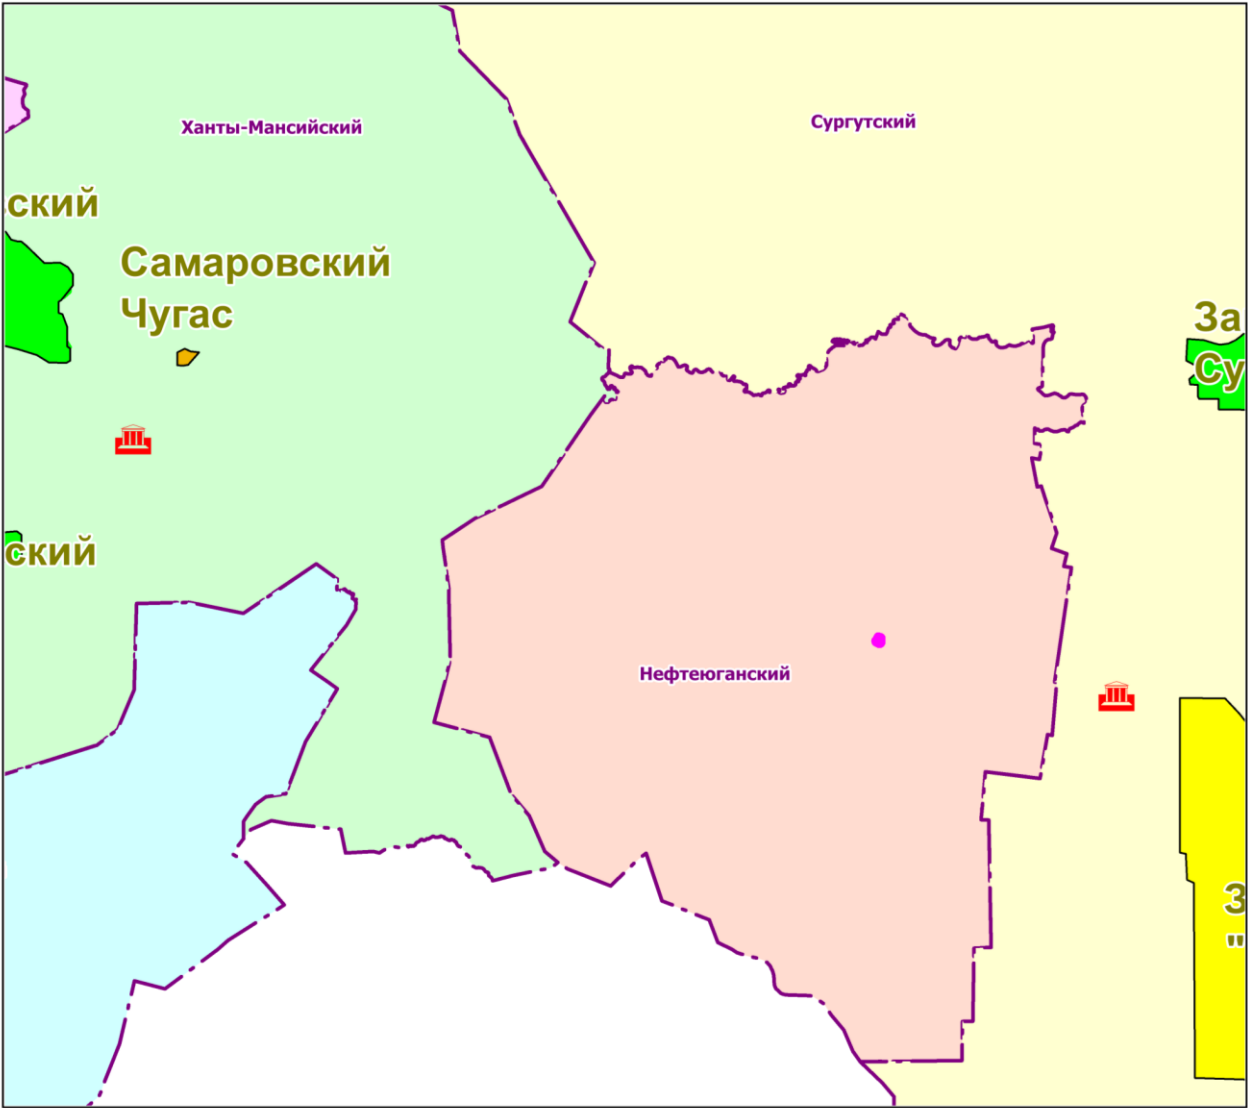 Ханты-Мансийский
Сургутский
ский
Самаровский
Чугас
За
Су
ский
Нефтеюганский
З
"